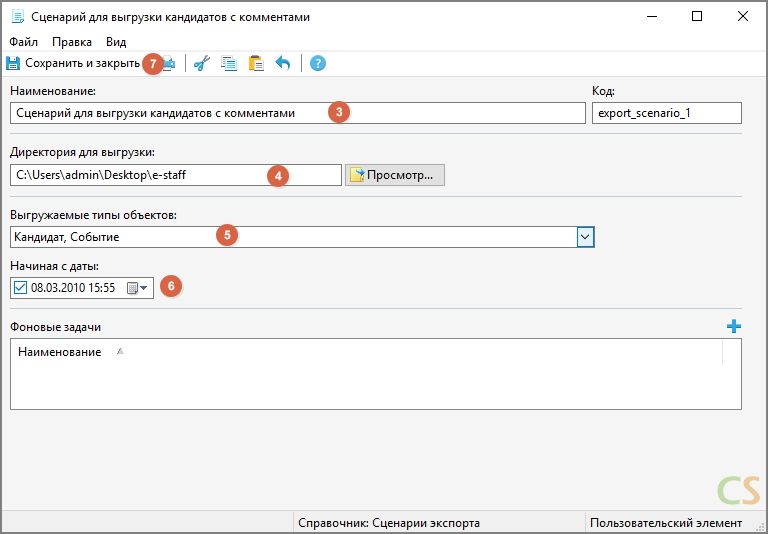 Сценарий для выгрузки кандидатов с комментами
Файл Правка Вид
Сохранить и закрыть 7
Наименование: Код:
Сценарий для выгрузки кандидатов с комментами 3 export_scenario_1
Директория для выгрузки:
C:\Users\admin\Desktop\e-staff 4 Просмотр...
Выгружаемые типы объектов:
Кандидат, Событие 5
Начиная с даты:
08.03.2010 15:55 6
Фоновые задачи
Наименование
CS
Справочник: Сценарии экспорта Пользовательский элемент